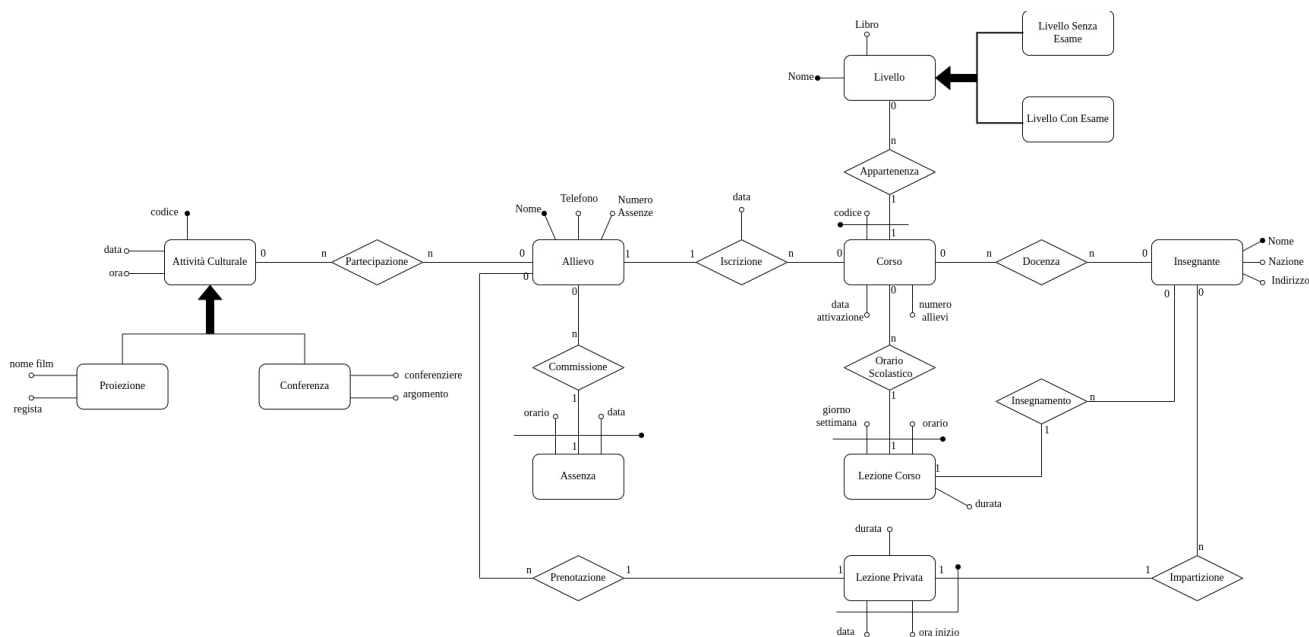 Libro
Livello Senza
Esame
Nome
Livello
Livello Con Esame
0
n
Appartenenza
1
1
codice
Nome
Telefono
Numero
Assenze
data
codice
data
ora
Attività Culturale
0
n
Partecipazione
n
0
0
Allievo
1
1
Iscrizione
n
0
Corso
0
n
Docenza
n
0
Insegnante
Nome
Nazione
Indirizzo
0
0
0
0
data
attivazione
numero
allievi
n
Commissione
1
n
Orario
Scolastico
1
nome film
regista
Proiezione
Conferenza
conferenziere
argomento
Insegnamento
n
1
orario
data
1
Assenza
giorno
settimana
orario
1
Lezione Corso
1
durata
durata
n
Prenotazione
1
1
Lezione Privata
1
1
Impartizione
n
data
ora inizio